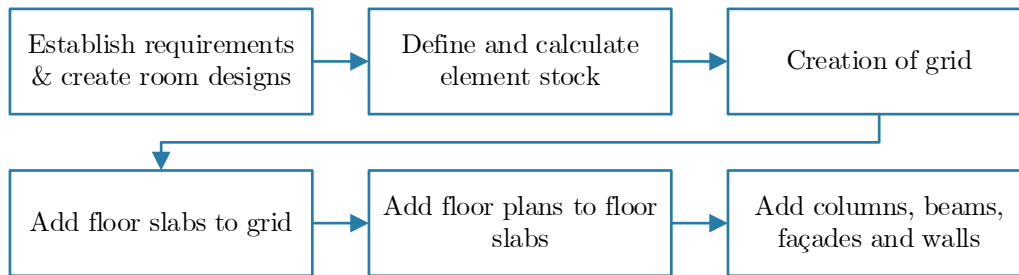 Establish requirements
& create room designs
Define and calculate
element stock
Creation of grid
Add floor slabs to grid
Add floor plans to floor
slabs
Add columns, beams,
façades and walls